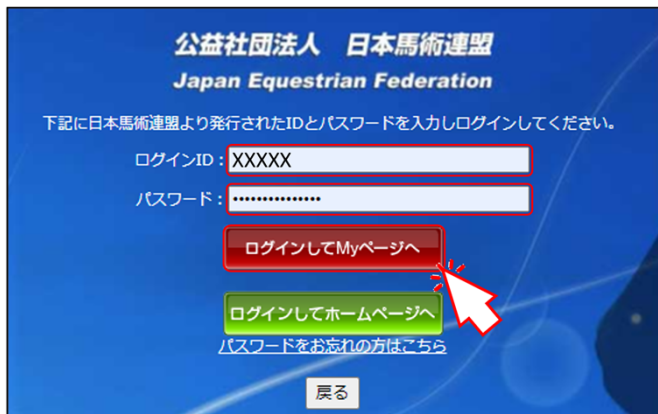 公益社団法人　日本馬術連盟
Japan Equestrian Federation
下記に日本馬術連盟より発行されたIDとパスワードを入力しログインしてください。
ログインID：XXXXX
パスワード：•••••••••••••••
ログインしてMyページへ
ログインしてホームページへ
パスワードをお忘れの方はこちら
戻る